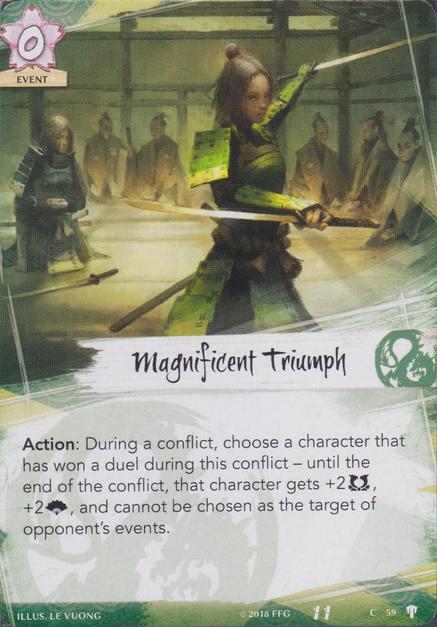 0
EVENT
Magnificent Triumph
Action: During a conflict, choose a character that
has won a duel during this conflict – until the
end of the conflict, that character gets +2 ,
+2 , and cannot be chosen as the target of
opponent's events.
ILLUS. LE VUONG © 2018 FFG C 59